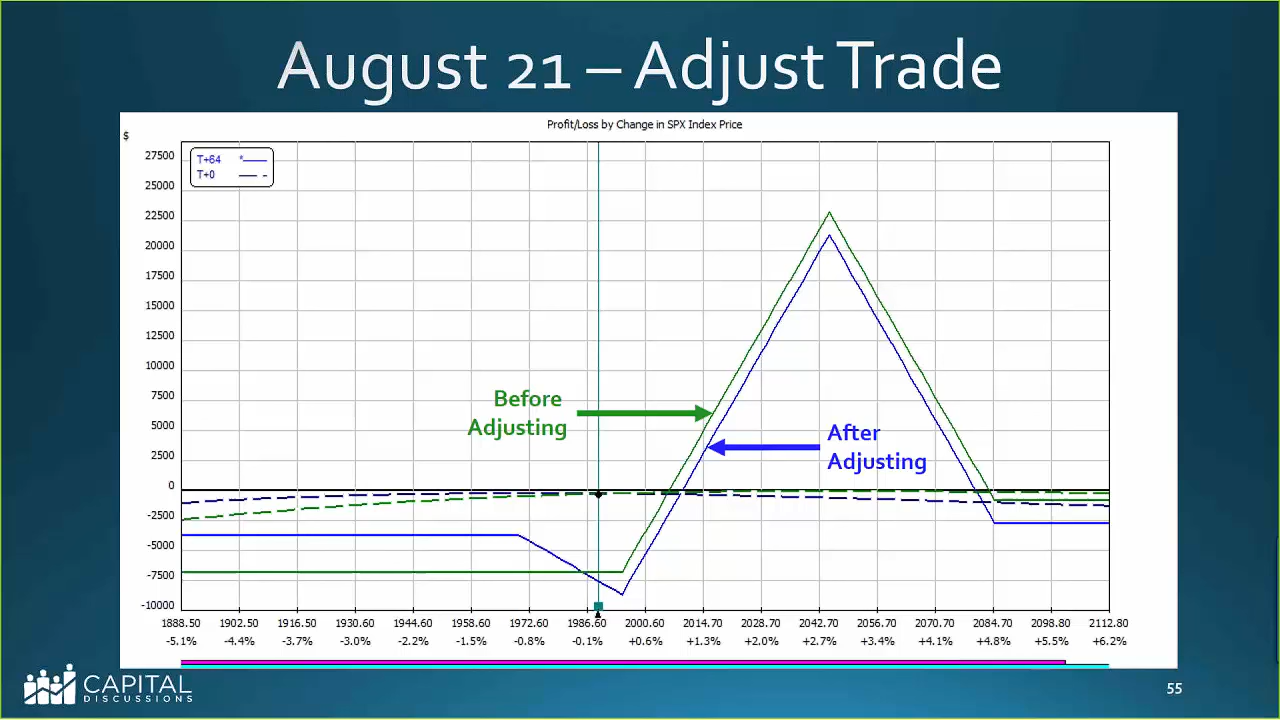 August 21 – Adjust Trade
Profit/Loss by Change in SPX Index Price
$
T+64 *
T+0 -
27500
25000
22500
20000
17500
15000
12500
10000
7500
5000
2500
0
-2500
-5000
-7500
-10000
Before
Adjusting
After
Adjusting
1888.50 1902.50 1916.50 1930.60 1944.60 1958.60 1972.60 1986.60 2000.60 2014.70 2028.70 2042.70 2056.70 2070.70 2084.70 2098.80 2112.80
-5.1% -4.4% -3.7% -3.0% -2.2% -1.5% -0.8% -0.1% +0.6% +1.3% +2.0% +2.7% +3.4% +4.1% +4.8% +5.5% +6.2%
CAPITAL
DISCUSSIONS
55